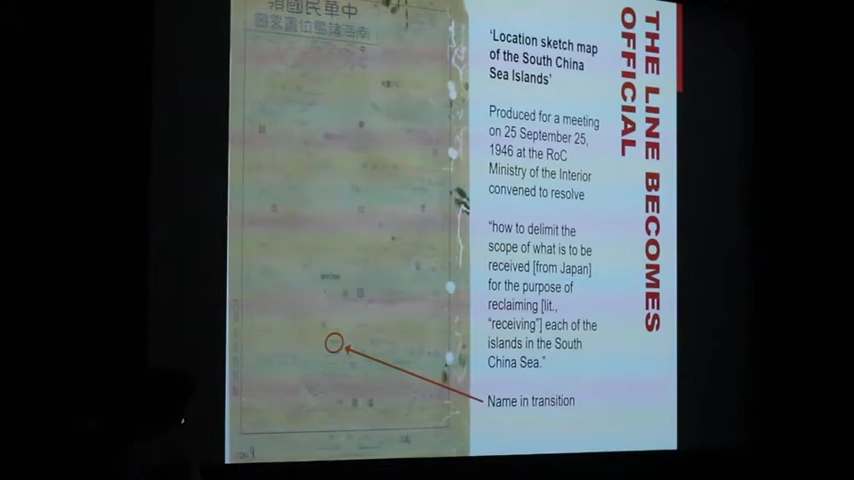 中華民國領
南海諸島位置畧圖
THE LINE BECOMES
OFFICIAL
‘Location sketch map
of the South China
Sea Islands’
Produced for a meeting
on 25 September 25,
1946 at the RoC
Ministry of the Interior
convened to resolve
“how to delimit the
scope of what is to be
received [from Japan]
for the purpose of
reclaiming [lit.,
“receiving”] each of the
islands in the South
China Sea.”
Name in transition